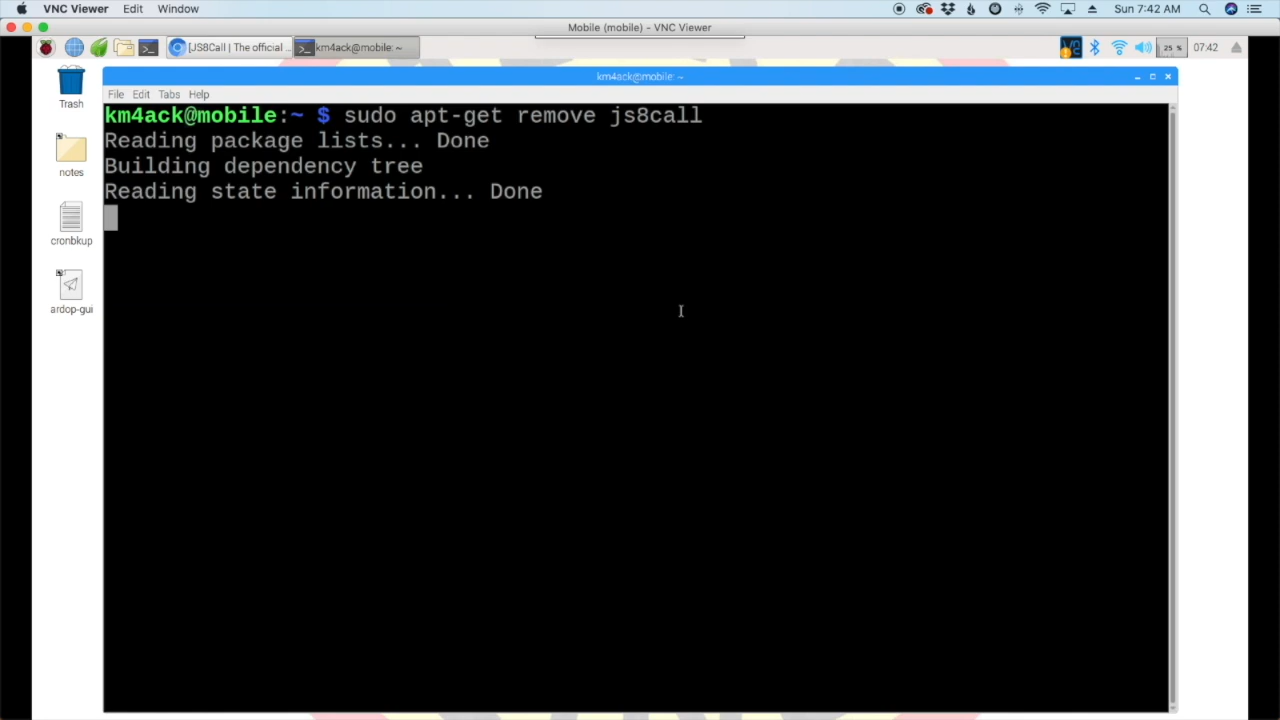 VNC Viewer Edit Window
Sun 7:42 AM
Mobile (mobile) - VNC Viewer
[JS8Call | The official ...
km4ack@mobile: ~
25 %
07:42
km4ack@mobile: ~
Trash
File Edit Tabs Help
km4ack@mobile:~ $ sudo apt-get remove js8call
Reading package lists... Done
Building dependency tree
Reading state information... Done
notes
cronbkup
ardop-gui